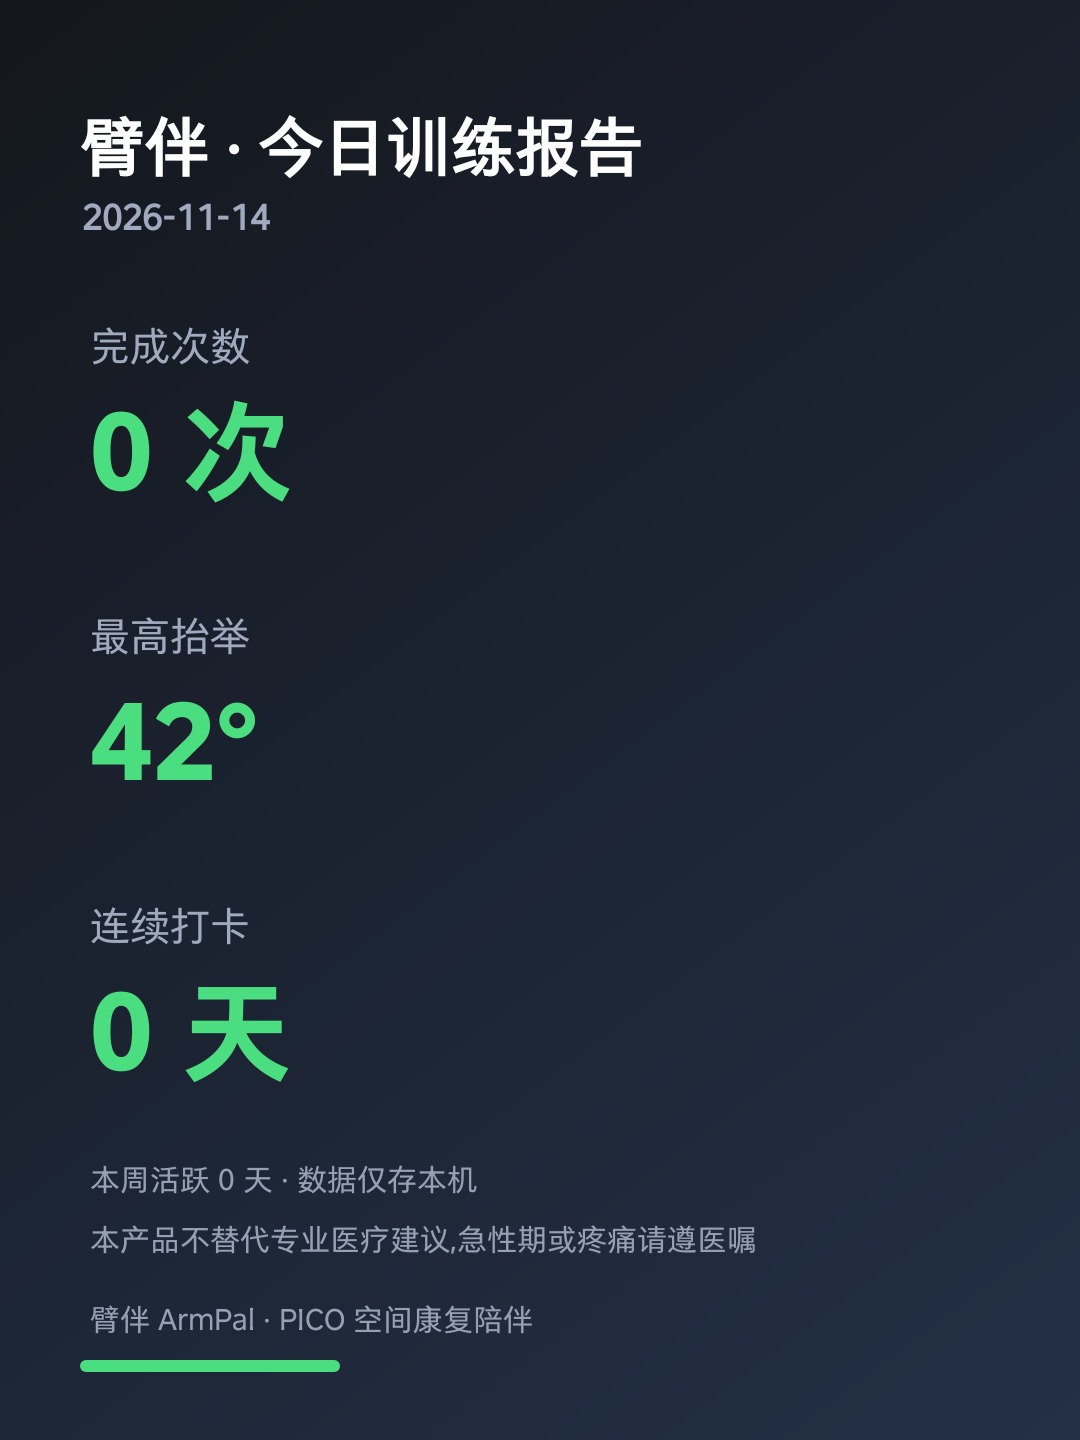 臂伴 · 今日训练报告
2026-11-14
完成次数
0 次
最高抬举
42°
连续打卡
0 天
本周活跃 0 天 · 数据仅存本机
本产品不替代专业医疗建议,急性期或疼痛请遵医嘱
臂伴 ArmPal · PICO 空间康复陪伴